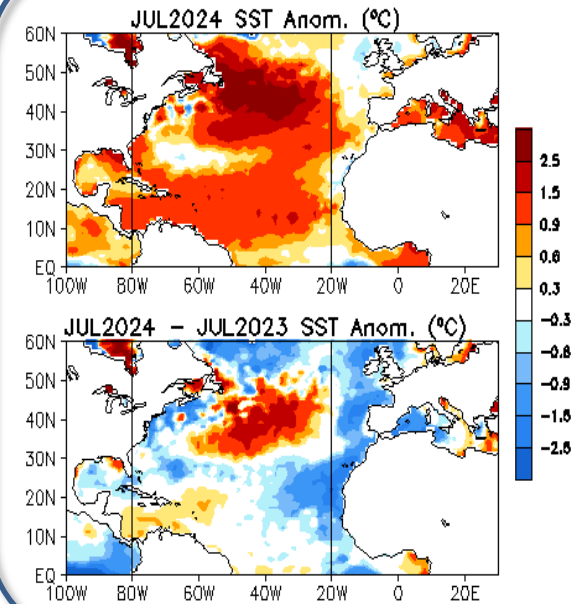 JUL2024 SST Anom. (ºC)
60N
50N
40N
30N
20N
10N
EQ
100W 80W 60W 40W 20W 0 20E
JUL2024 - JUL2023 SST Anom. (ºC)
60N
50N
40N
30N
20N
10N
EQ
100W 80W 60W 40W 20W 0 20E
2.5
1.5
0.9
0.6
0.3
-0.3
-0.6
-0.9
-1.5
-2.5